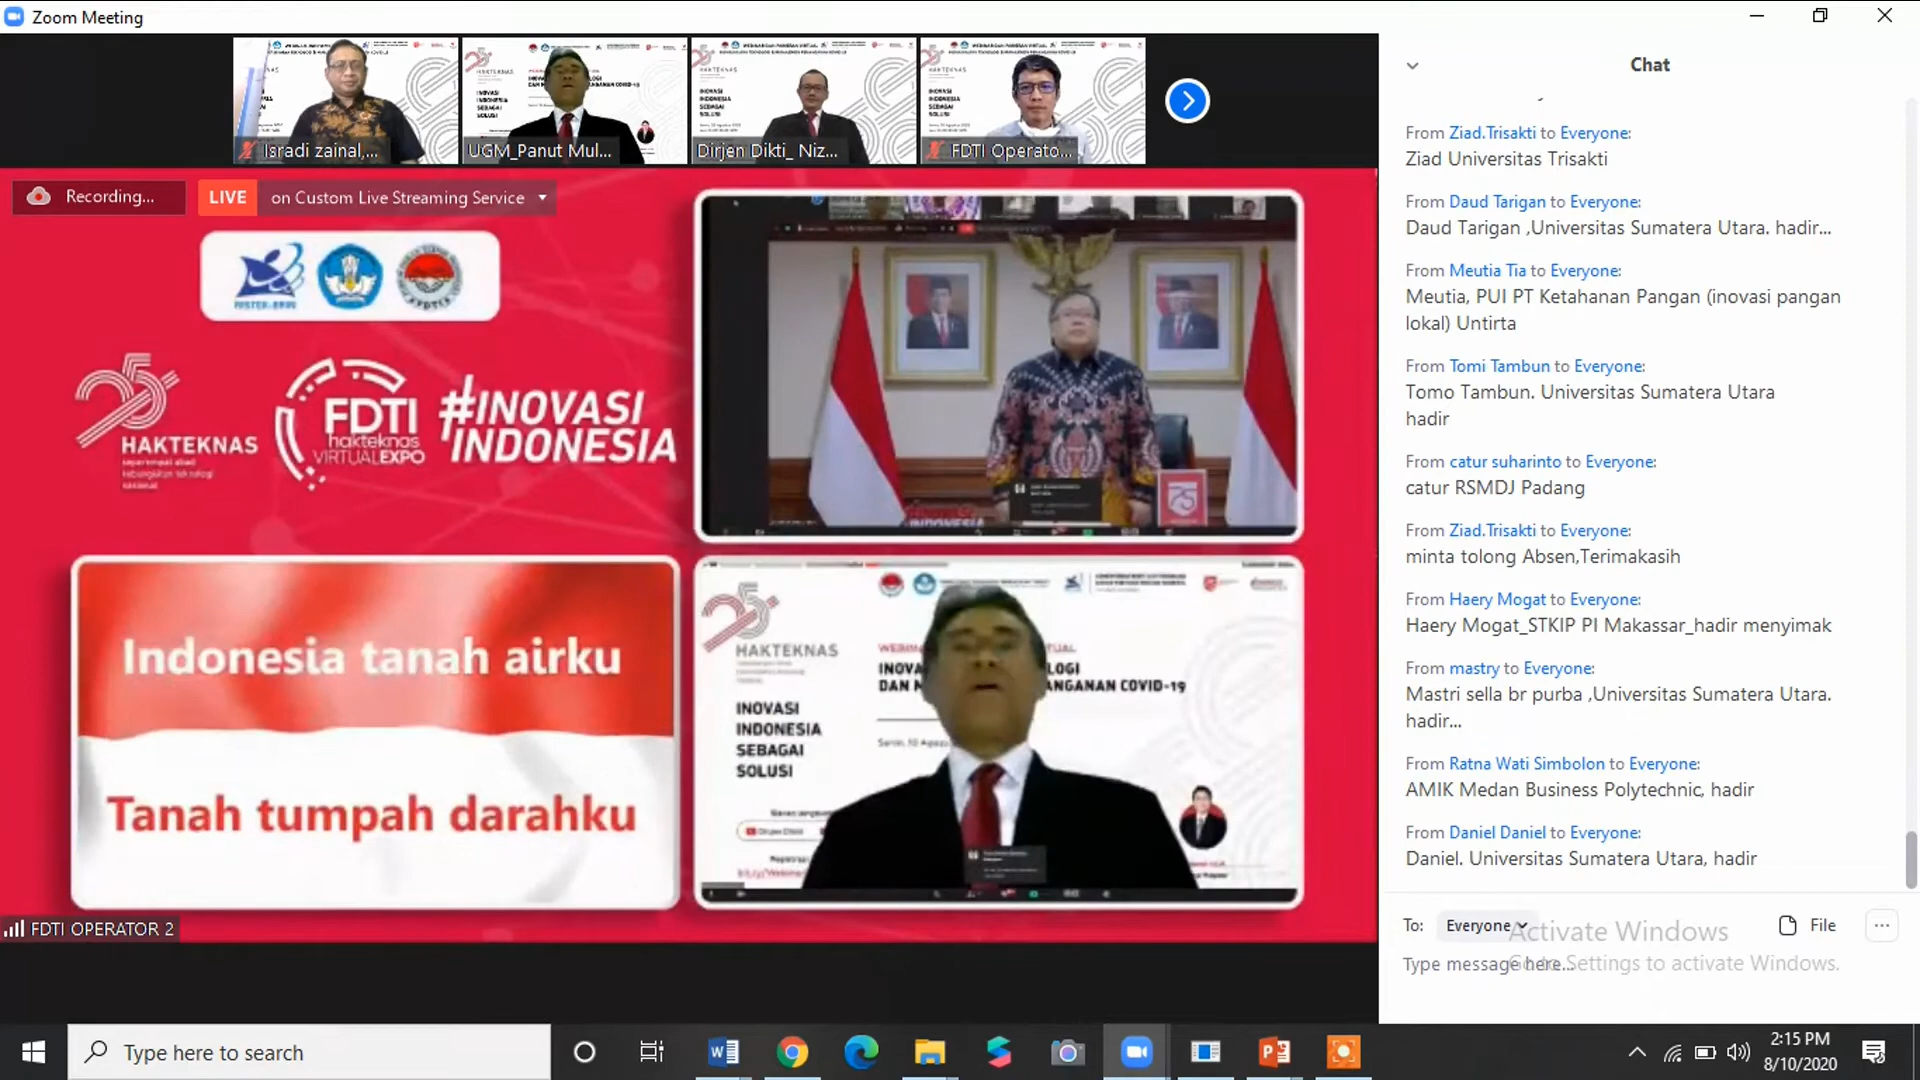 Zoom Meeting
Isradi zainal,...
UGM_Panut Mul...
Dirjen Dikti_ Niz...
FDTI Operato...
Recording...
LIVE
on Custom Live Streaming Service
RISTEK-BRIN
25
HAKTEKNAS
FDTI
hakteknas
VIRTUALEXPO
#INOVASI
INDONESIA
Indonesia tanah airku
Tanah tumpah darahku
HAKTEKNAS
INOVASI
INDONESIA
SEBAGAI
SOLUSI
COVID-19
FDTI OPERATOR 2
Chat
From Ziad.Trisakti to Everyone:
Ziad Universitas Trisakti
From Daud Tarigan to Everyone:
Daud Tarigan ,Universitas Sumatera Utara. hadir...
From Meutia Tia to Everyone:
Meutia, PUI PT Ketahanan Pangan (inovasi pangan
lokal) Untirta
From Tomi Tambun to Everyone:
Tomo Tambun. Universitas Sumatera Utara
hadir
From catur suharinto to Everyone:
catur RSMDJ Padang
From Ziad.Trisakti to Everyone:
minta tolong Absen,Terimakasih
From Haery Mogat to Everyone:
Haery Mogat_STKIP PI Makassar_hadir menyimak
From mastry to Everyone:
Mastri sella br purba ,Universitas Sumatera Utara.
hadir...
From Ratna Wati Simbolon to Everyone:
AMIK Medan Business Polytechnic, hadir
From Daniel Daniel to Everyone:
Daniel. Universitas Sumatera Utara, hadir
To: Everyone
File
Activate Windows
Type message here...
Go to Settings to activate Windows.
Type here to search
2:15 PM
8/10/2020